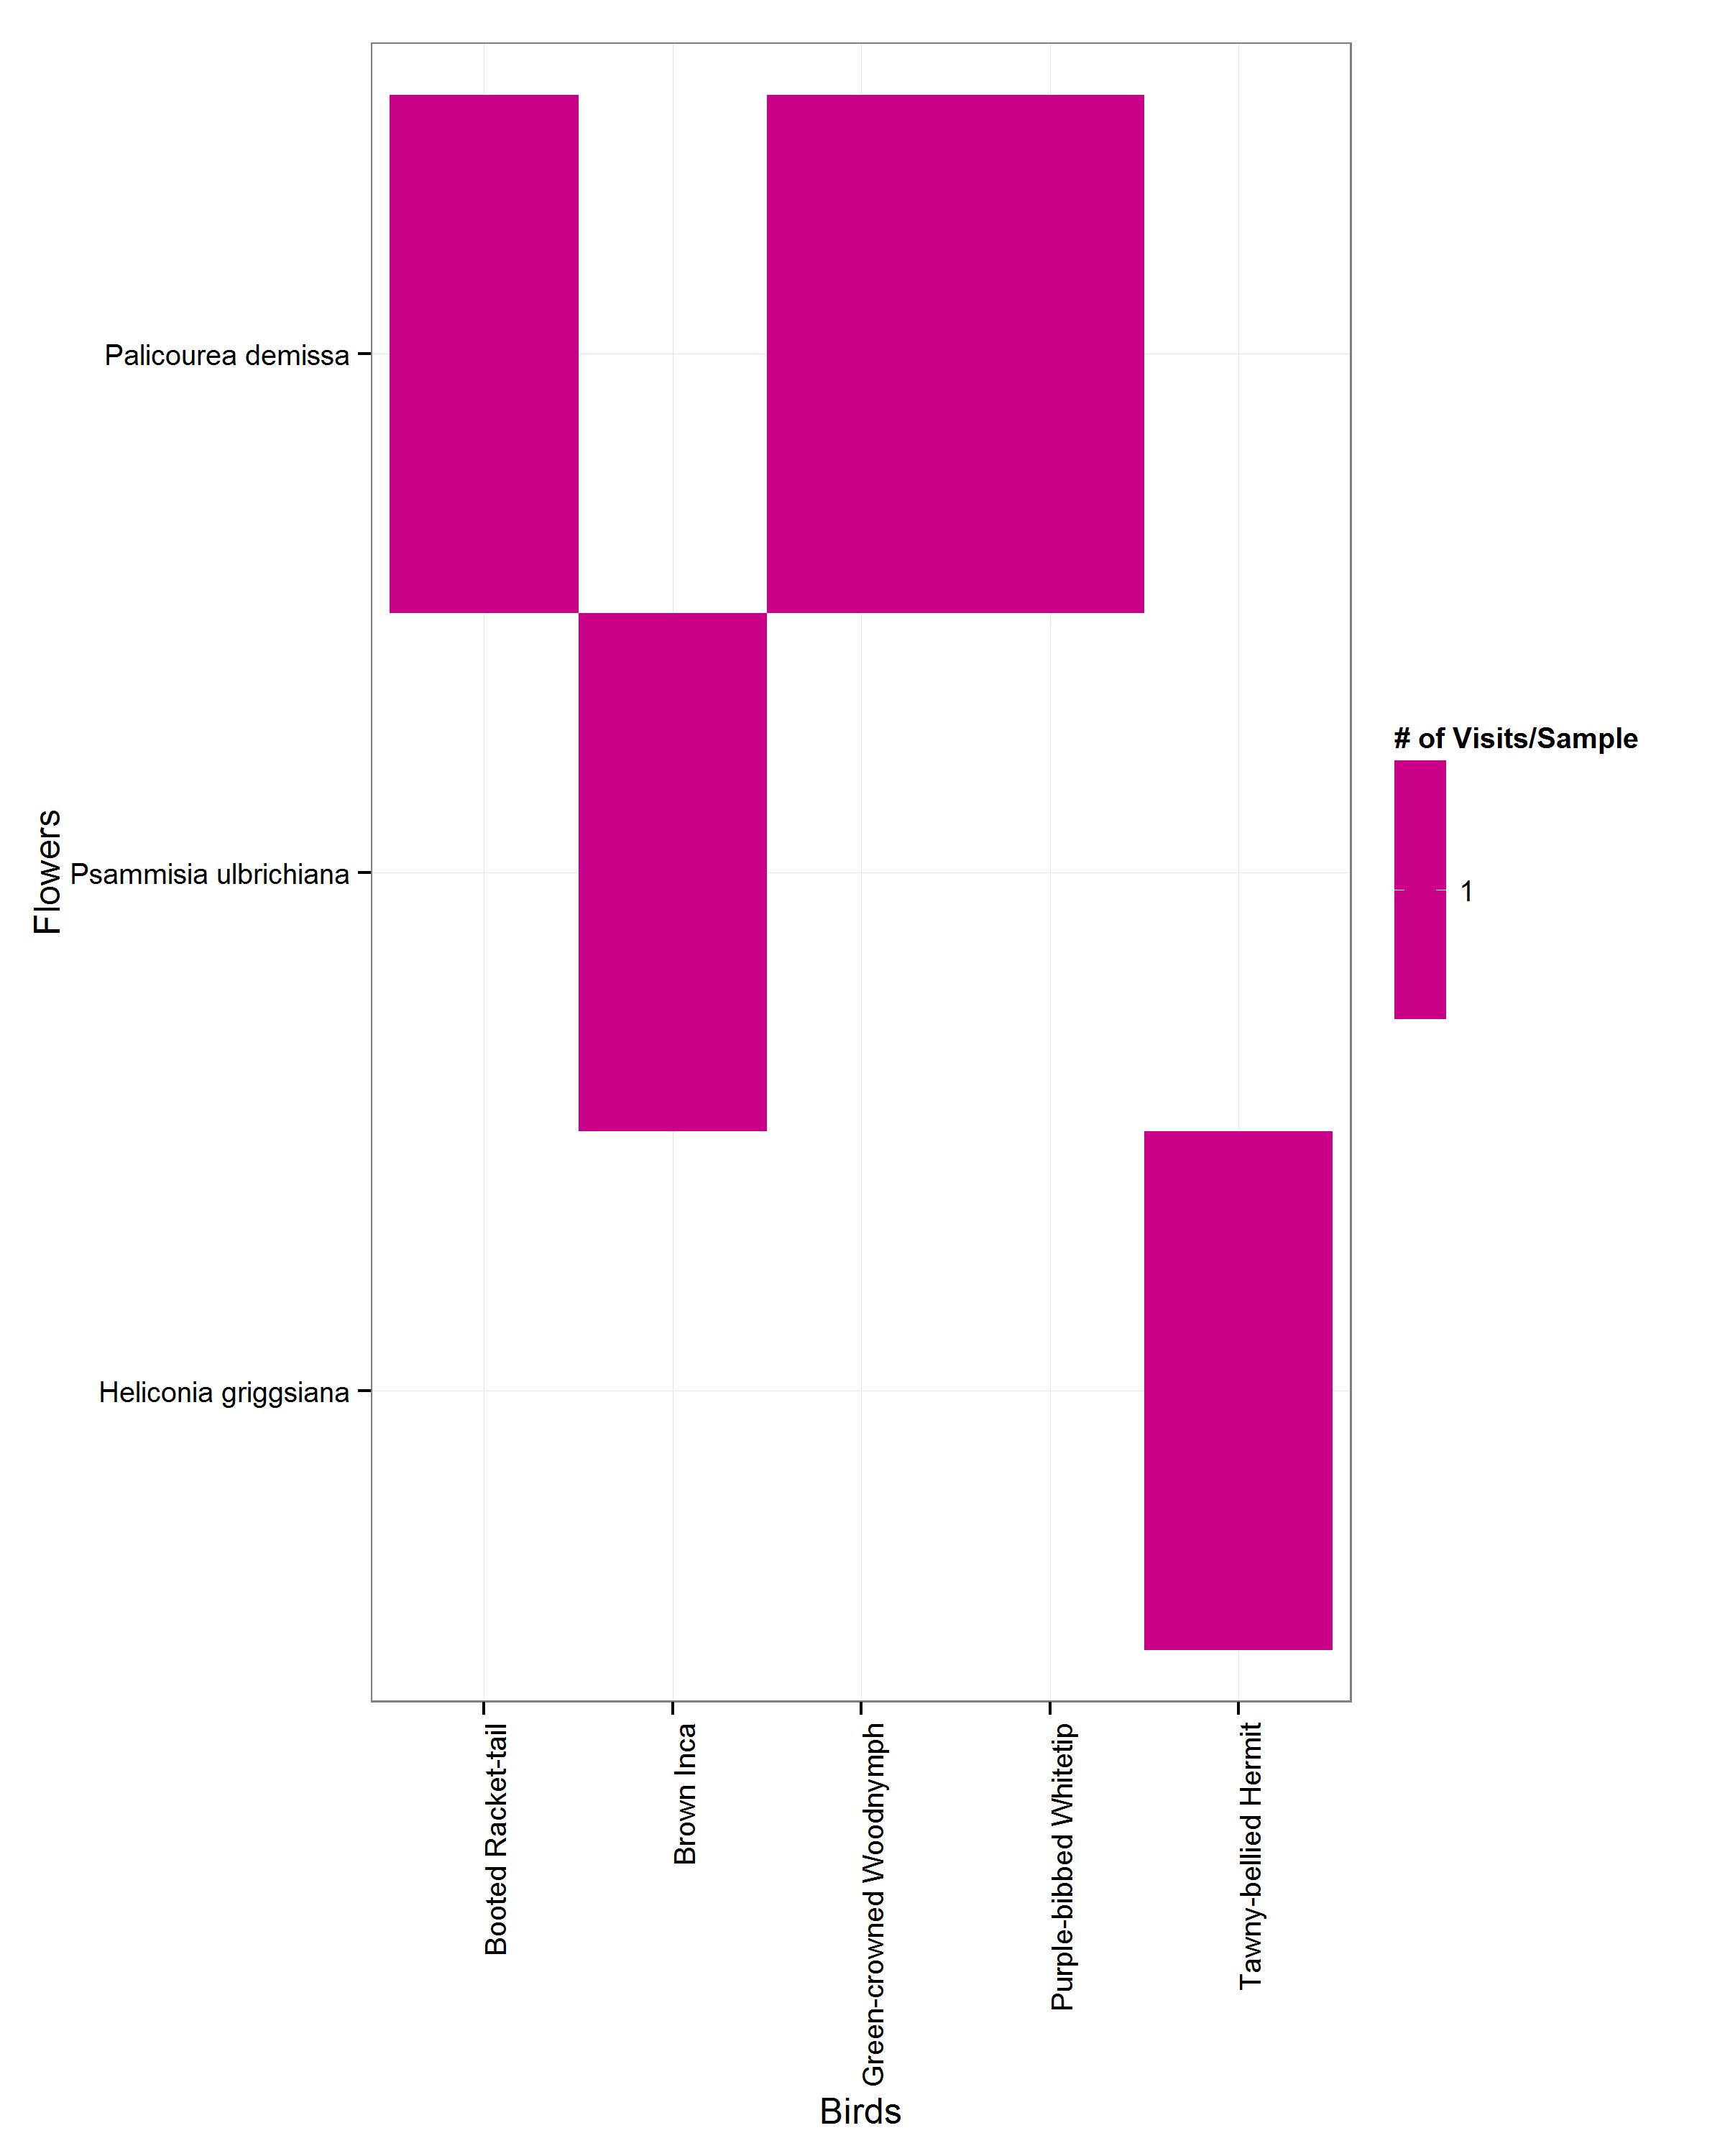 Palicourea demissa
Psammisia ulbrichiana
Heliconia griggsiana
Flowers
# of Visits/Sample
1
Booted Racket-tail
Brown Inca
Green-crowned Woodnymph
Purple-bibbed Whitetip
Tawny-bellied Hermit
Birds